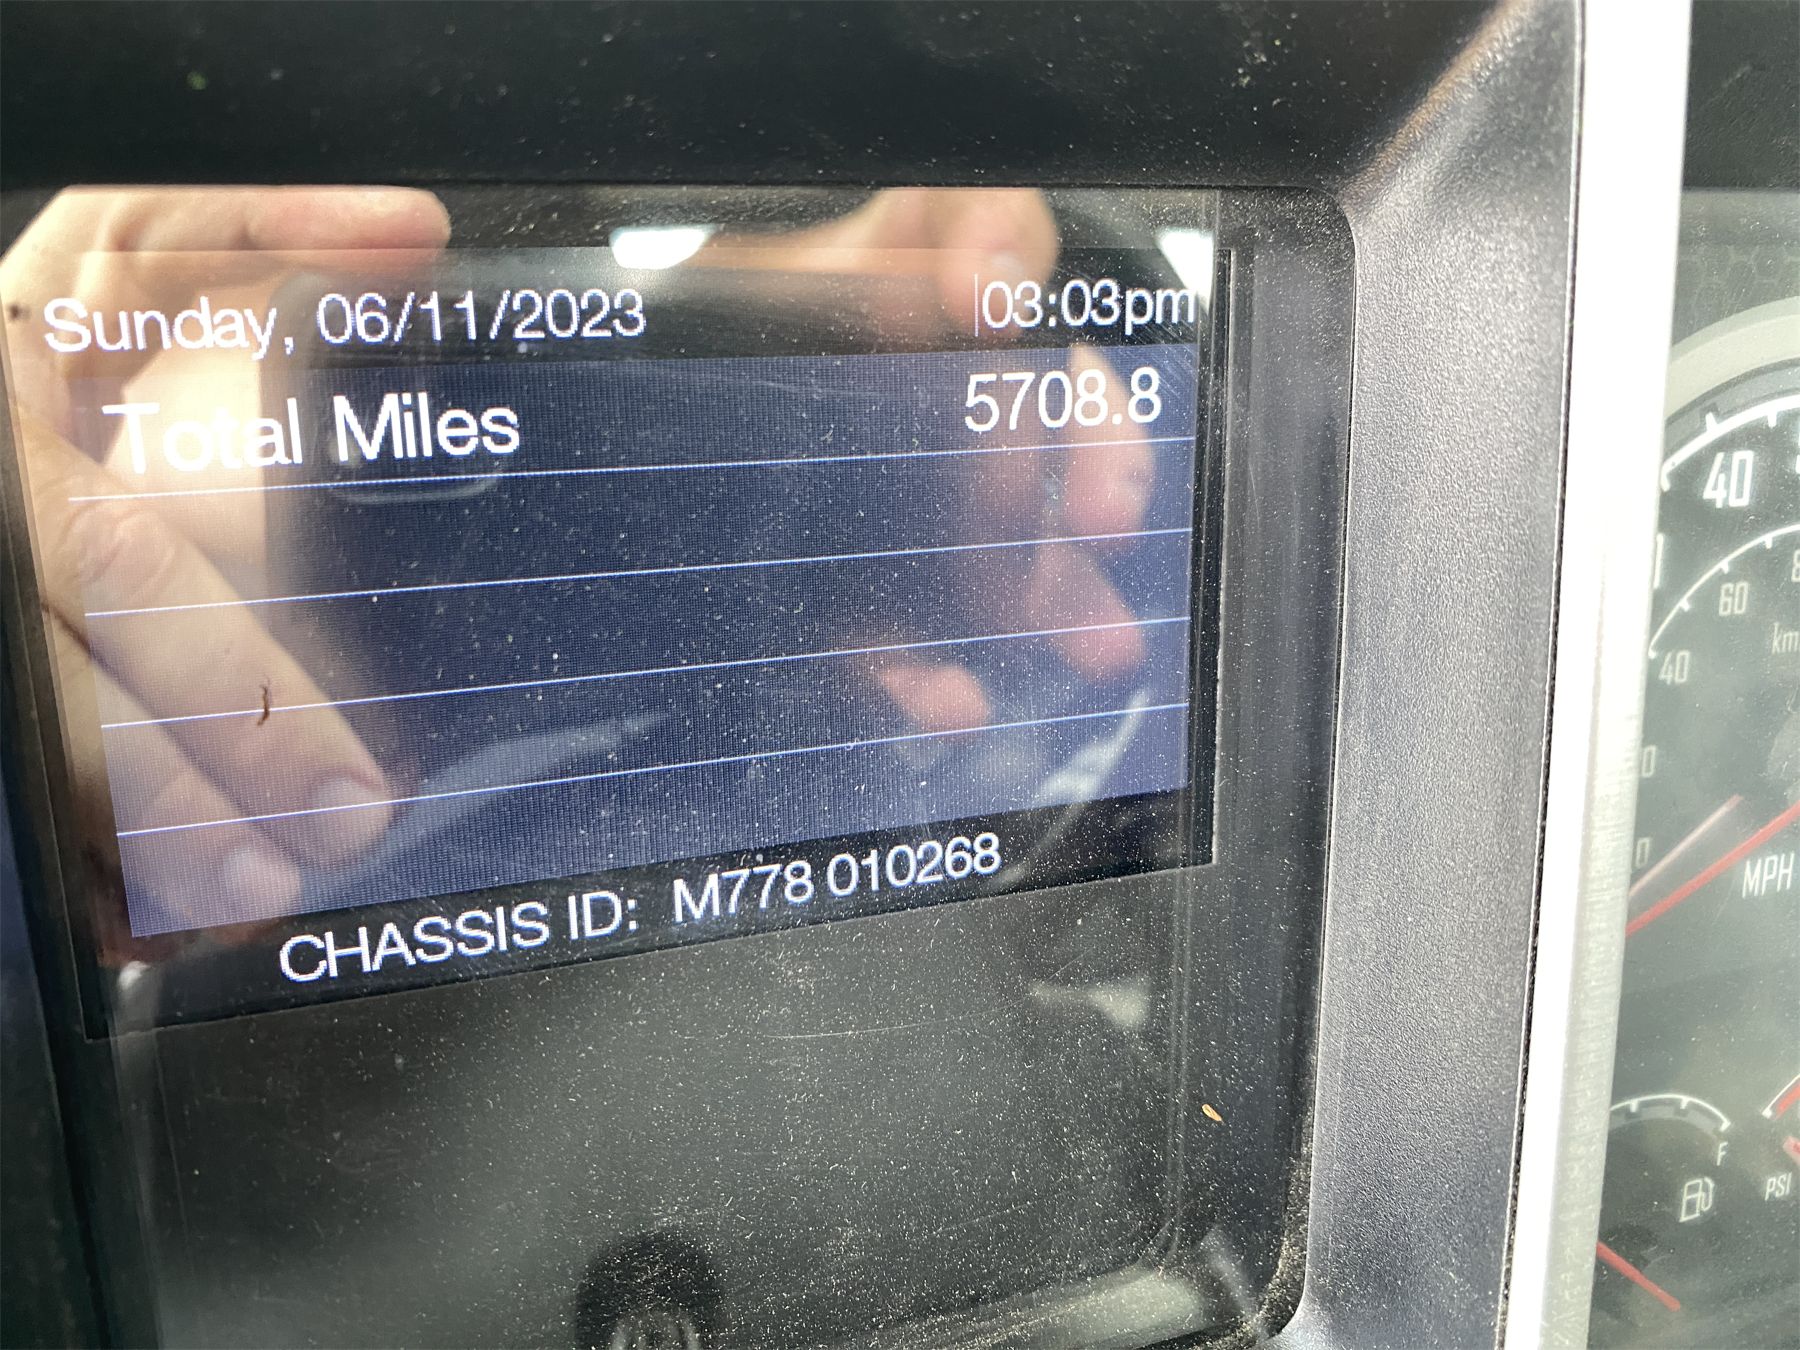 Sunday, 06/11/2023 03:03pm
Total Miles 5708.8
CHASSIS ID: M778 010268
40
60
40
MPH
F
PSI